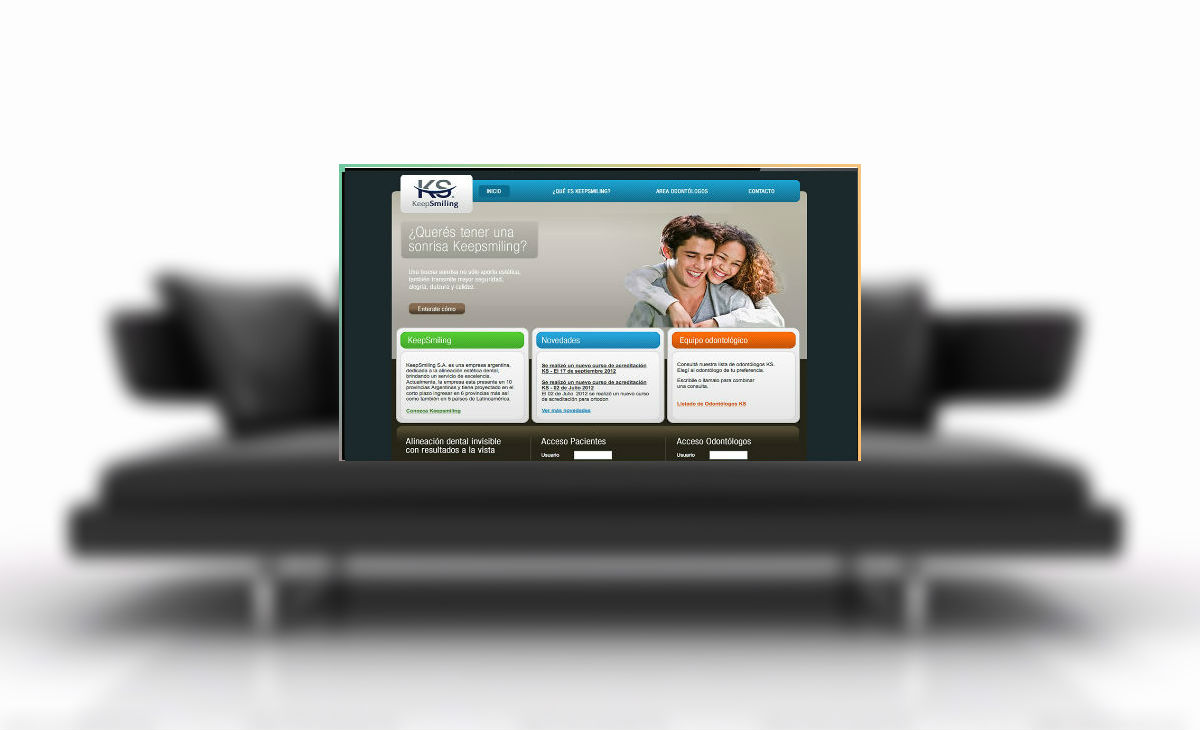 KS
KeepSmiling
INICIO
¿QUÉ ES KEEPSMILING?
AREA ODONTÓLOGOS
CONTACTO
¿Querés tener una
sonrisa Keepsmiling?
Una buena sonrisa no sólo aporta estética,
también transmite mayor seguridad,
alegría, dulzura y calidez.
Enterate cómo
KeepSmiling
KeepSmiling S.A. es una empresa argentina,
dedicada a la alineación estética dental,
brindando un servicio de excelencia.
Actualmente, la empresa esta presente en 10
provincias Argentinas y tiene proyectado en el
corto plazo ingresar en 6 provincias más así
como también en 5 países de Latinoamérica
Conozca Keepsmiling
Novedades
Se realizó un nuevo curso de acreditación
KS - El 17 de septiembre 2012
Se realizó un nuevo curso de acreditación
KS - 02 de Julio 2012
El 02 de Julio 2012 se realizó un nuevo curso
de acreditación para ortodon
Ver más novedades
Equipo odontológico
Consultá nuestra lista de odontólogos KS.
Elegí al odontólogo de tu preferencia.
Escribile o llamalo para combinar
una consulta.
Listado de Odontólogos KS
Alineación dental invisible
con resultados a la vista
Acceso Pacientes
Usuario
Acceso Odontólogos
Usuario